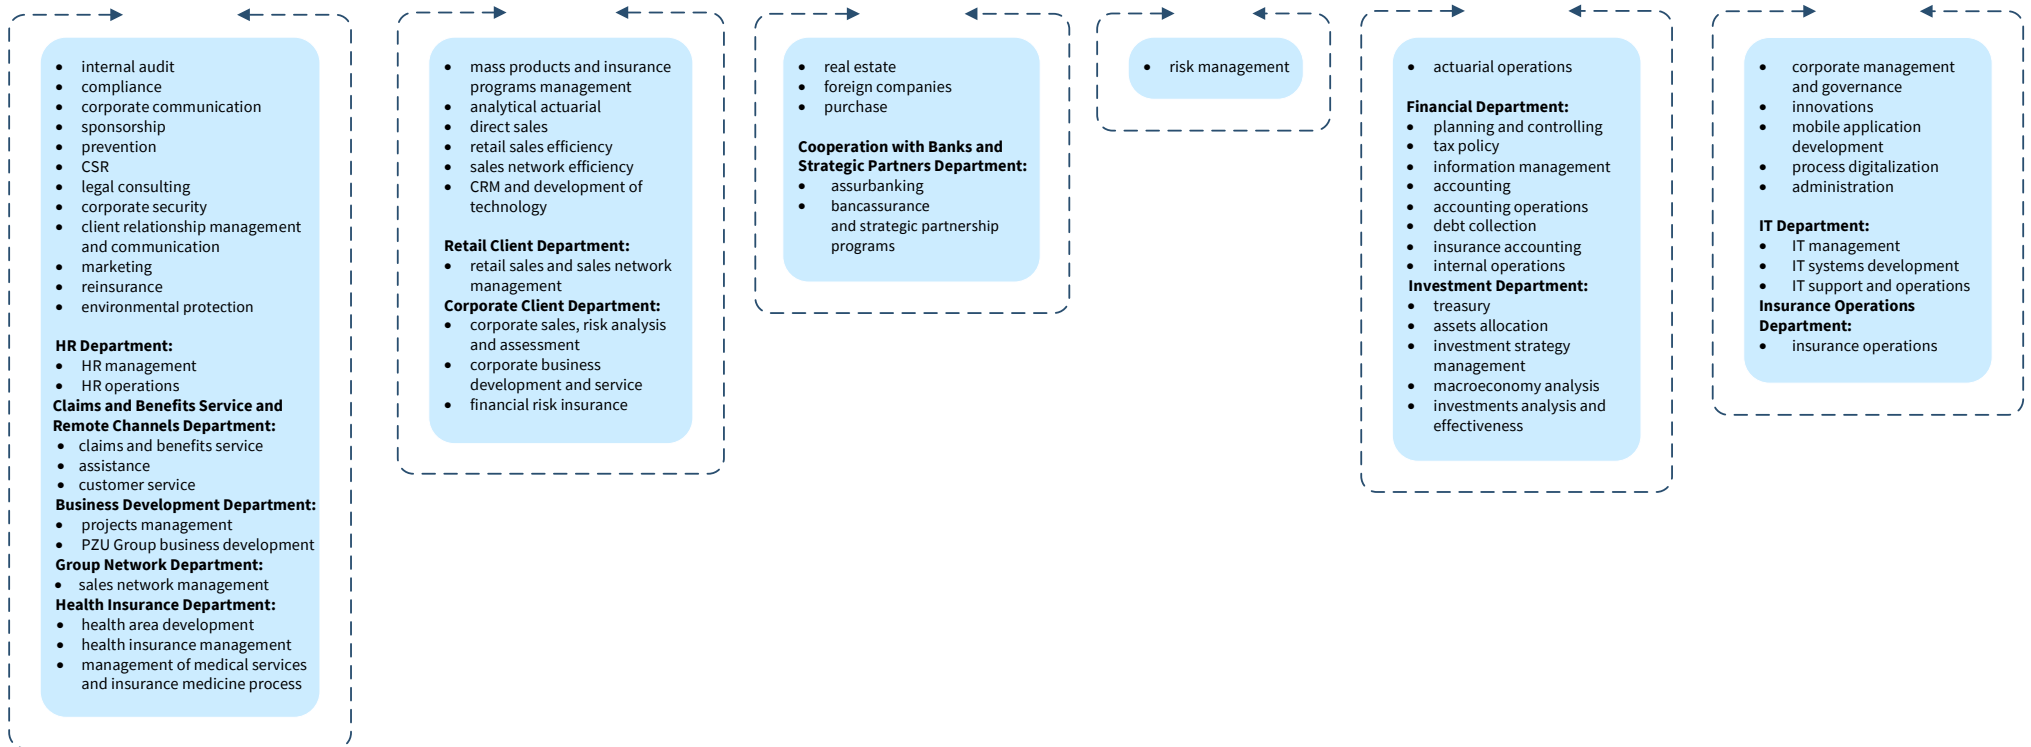 • internal audit
• compliance
• corporate communication
• sponsorship
• prevention
• CSR
• legal consulting
• corporate security
• client relationship management
and communication
• marketing
• reinsurance
• environmental protection
HR Department:
• HR management
• HR operations
Claims and Benefits Service and
Remote Channels Department:
• claims and benefits service
• assistance
• customer service
Business Development Department:
• projects management
• PZU Group business development
Group Network Department:
• sales network management
Health Insurance Department:
• health area development
• health insurance management
• management of medical services
and insurance medicine process
• mass products and insurance
programs management
• analytical actuarial
• direct sales
• retail sales efficiency
• sales network efficiency
• CRM and development of
technology
Retail Client Department:
• retail sales and sales network
management
Corporate Client Department:
• corporate sales, risk analysis
and assessment
• corporate business
development and service
• financial risk insurance
• real estate
• foreign companies
• purchase
Cooperation with Banks and
Strategic Partners Department:
• assurbanking
• bancassurance
and strategic partnership
programs
• risk management
• actuarial operations
Financial Department:
• planning and controlling
• tax policy
• information management
• accounting
• accounting operations
• debt collection
• insurance accounting
• internal operations
Investment Department:
• treasury
• assets allocation
• investment strategy
management
• macroeconomy analysis
• investments analysis and
effectiveness
• corporate management
and governance
• innovations
• mobile application
development
• process digitalization
• administration
IT Department:
• IT management
• IT systems development
• IT support and operations
Insurance Operations
Department:
• insurance operations